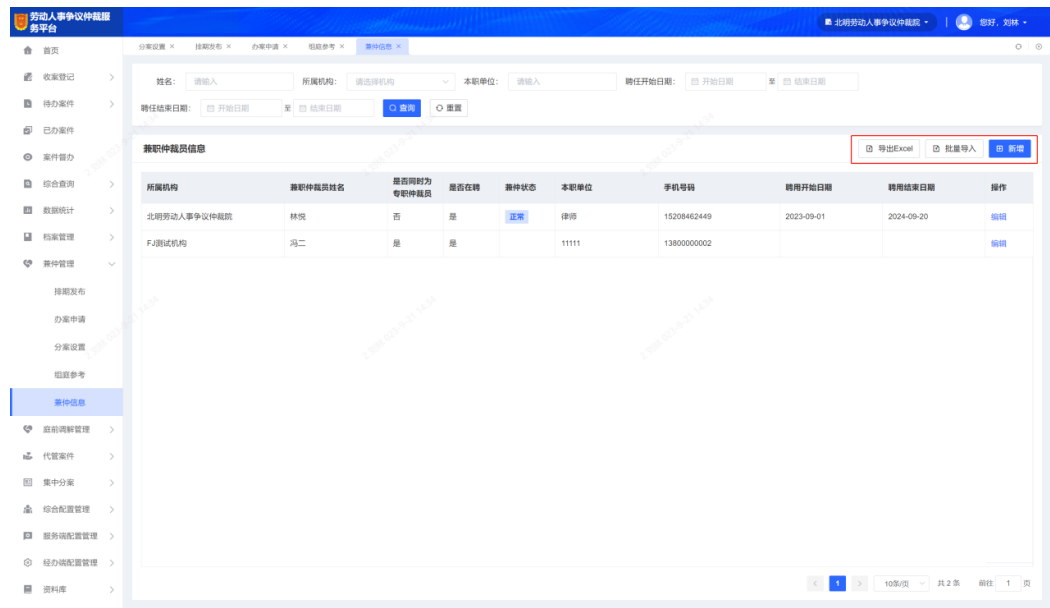 劳动人事争议仲裁服
务平台
北明劳动人事争议仲裁院
您好，刘林
首页
收案登记
待办案件
已办案件
案件督办
综合查询
数据统计
档案管理
兼仲管理
排期发布
办案申请
分案设置
组庭参考
兼仲信息
庭前调解管理
代管案件
集中分案
综合配置管理
服务端配置管理
经办端配置管理
资料库
分案设置 × 排期发布 × 办案申请 × 组庭参考 × 兼仲信息 ×
姓名： 请输入 所属机构： 请选择机构 本职单位： 请输入 聘任开始日期： 开始日期 至 结束日期
聘任结束日期： 开始日期 至 结束日期 查询 重置
兼职仲裁员信息 导出Excel 批量导入 新增
所属机构 兼职仲裁员姓名 是否同时为
专职仲裁员 是否在聘 兼仲状态 本职单位 手机号码 聘用开始日期 聘用结束日期 操作
北明劳动人事争议仲裁院 林悦 否 是 正常 律师 15208462449 2023-09-01 2024-09-20 编辑
FJ测试机构 冯二 是 是 11111 13800000002 编辑
1 10条/页 共 2 条 前往 1 页